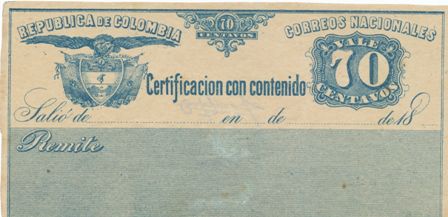 REPUBLICA DE COLOMBIA
70
CENTAVOS
CORREOS NACIONALES
Certificacion con contenido
VALE
70
CENTAVOS
Salió de en de de 18
Remite